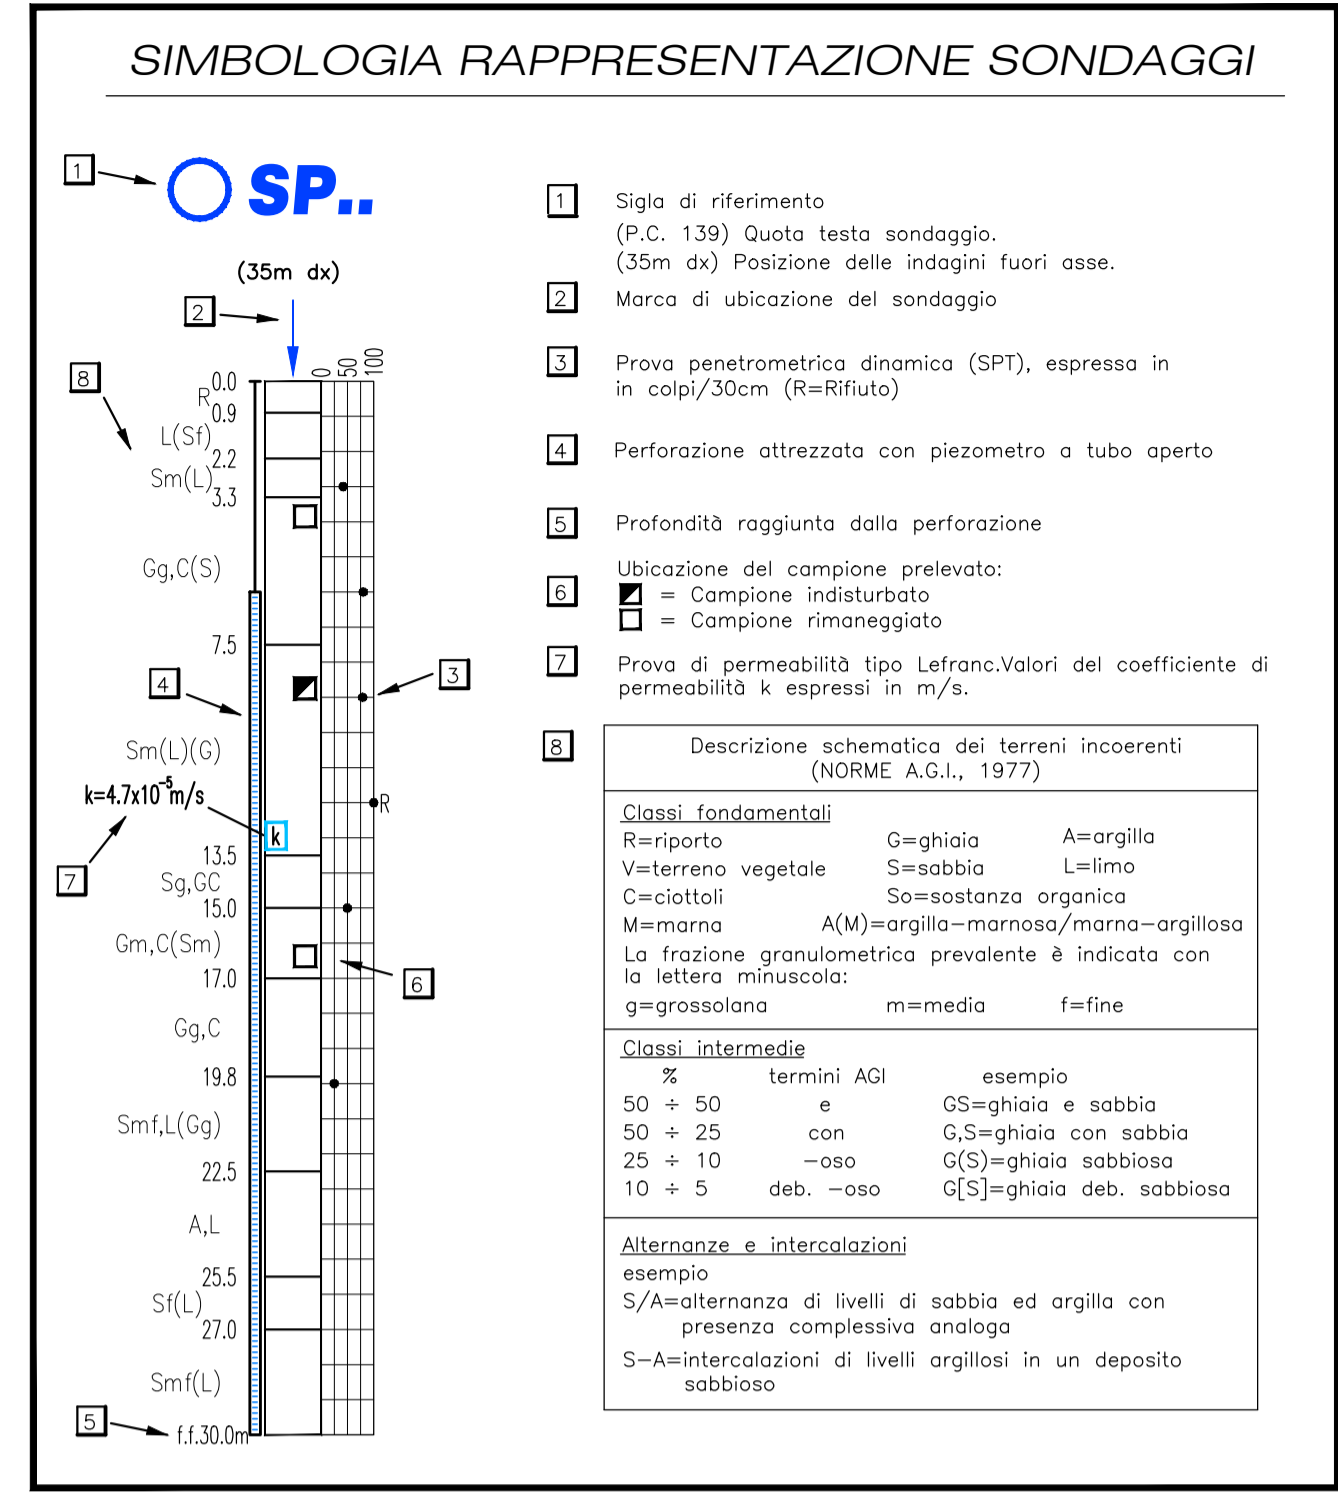 SIMBOLOGIA RAPPRESENTAZIONE SONDAGGI
1
SP..
(35m dx)
2
8
0 50 100
0.0
R
0.9
L(Sf)
2.2
Sm(L)
3.3
Gg,C(S)
7.5
4
3
Sm(L)(G)
k=4.7x10⁻⁵m/s
R
k
13.5
7
Sg,GC
15.0
Gm,C(Sm)
17.0
6
Gg,C
19.8
Smf,L(Gg)
22.5
A,L
25.5
Sf(L)
27.0
Smf(L)
5
f.f.30.0m
1 Sigla di riferimento
(P.C. 139) Quota testa sondaggio.
(35m dx) Posizione delle indagini fuori asse.
2 Marca di ubicazione del sondaggio
3 Prova penetrometrica dinamica (SPT), espressa in
in colpi/30cm (R=Rifiuto)
4 Perforazione attrezzata con piezometro a tubo aperto
5 Profondità raggiunta dalla perforazione
Ubicazione del campione prelevato:
6 = Campione indisturbato
= Campione rimaneggiato
7 Prova di permeabilità tipo Lefranc.Valori del coefficiente di
permeabilità k espressi in m/s.
8 Descrizione schematica dei terreni incoerenti
(NORME A.G.I., 1977)
Classi fondamentali
R=riporto G=ghiaia A=argilla
V=terreno vegetale S=sabbia L=limo
C=ciottoli So=sostanza organica
M=marna A(M)=argilla-marnosa/marna-argillosa
La frazione granulometrica prevalente è indicata con
la lettera minuscola:
g=grossolana m=media f=fine
Classi intermedie
% termini AGI esempio
50 ÷ 50 e GS=ghiaia e sabbia
50 ÷ 25 con G,S=ghiaia con sabbia
25 ÷ 10 -oso G(S)=ghiaia sabbiosa
10 ÷ 5 deb. -oso G[S]=ghiaia deb. sabbiosa
Alternanze e intercalazioni
esempio
S/A=alternanza di livelli di sabbia ed argilla con
presenza complessiva analoga
S-A=intercalazioni di livelli argillosi in un deposito
sabbioso